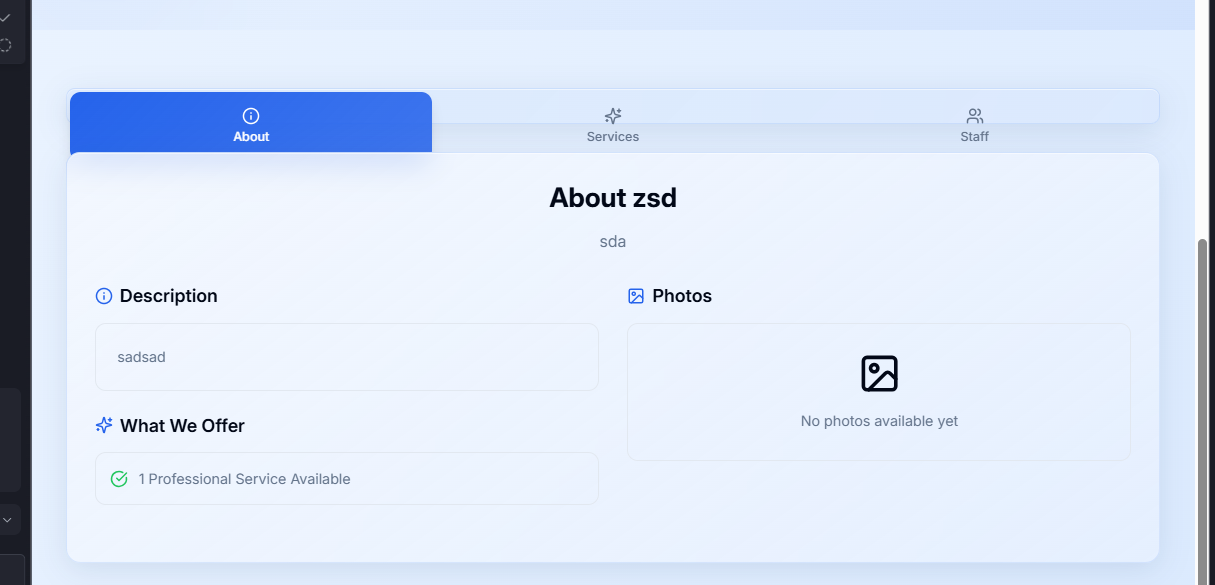 About
Services
Staff
About zsd
sda
Description
sadsad
What We Offer
1 Professional Service Available
Photos
No photos available yet